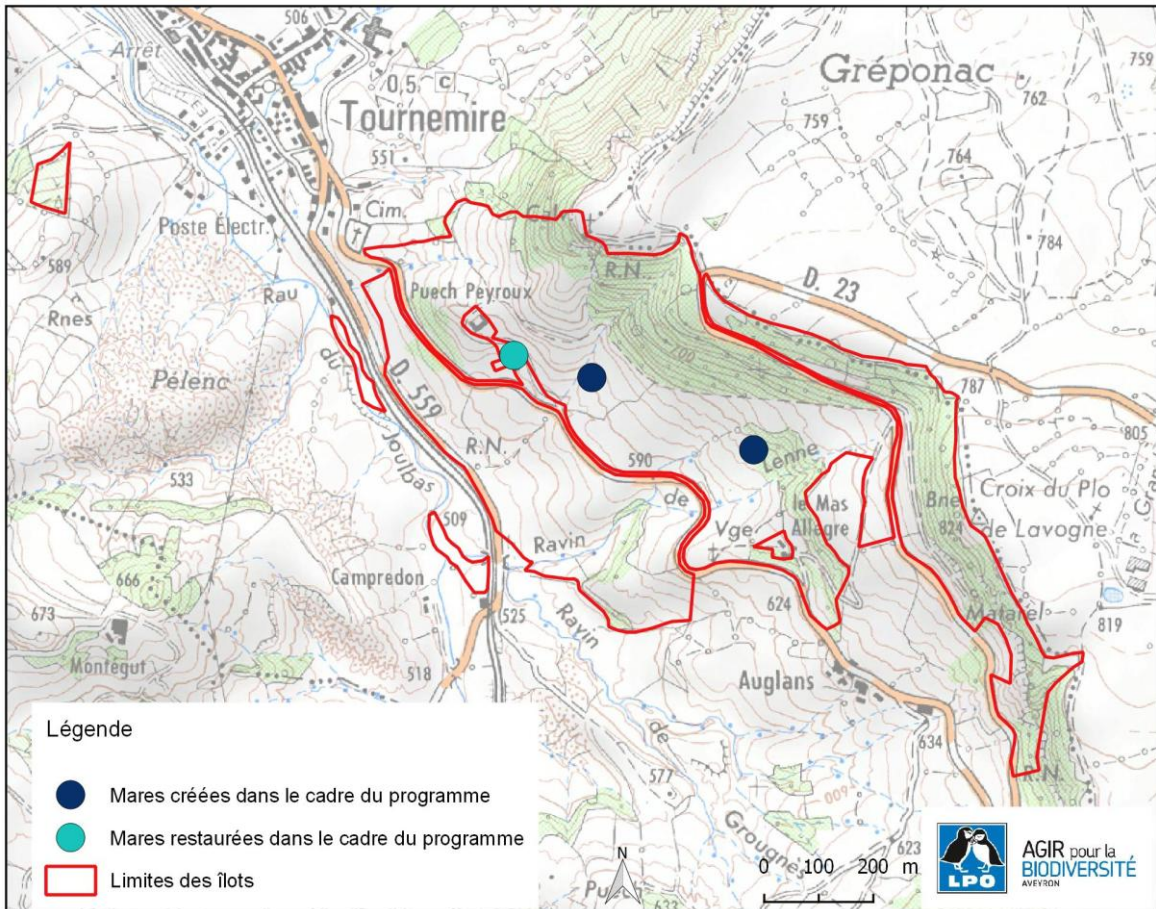 506
Arrêt
Gréponac
759
762
759
0,5
C
Tournemire
551
764
Cim.
Poste Électr.
784
589
R.N.
D. 23
Rnes
Rau
Puech Peyroux
Pélenc
du
787
D. 559
Joulbas
805
R.N.
590
Lenne
533
de
le Mas
Allègre
Bne
Croix du Plo
824
de Lavogne
509
Vge
Ravin
Campredon
666
624
525
Ravin
Matarel
673
819
518
Montégut
Auglans
de
634
577
R.N.
Grougnes
623
633
Légende
Mares créées dans le cadre du programme
Mares restaurées dans le cadre du programme
Limites des îlots
N
0 100 200 m
LPO
AGIR pour la
BIODIVERSITÉ
AVEYRON